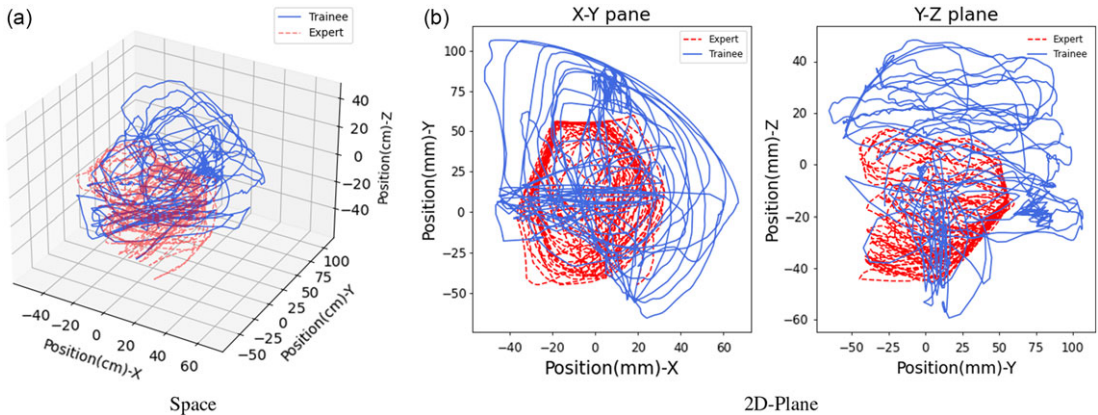 (a)
Trainee
Expert
40
20
0
−20
−40
Position(cm)-Z
100
75
50
25
0
−25
−50
Position(cm)-Y
−40
−20
0
20
40
60
Position(cm)-X
Space
(b)
X-Y pane
Expert
Trainee
100
75
50
25
0
−25
−50
Position(mm)-Y
−40
−20
0
20
40
60
Position(mm)-X
Y-Z plane
Expert
Trainee
40
20
0
−20
−40
−60
Position(mm)-Z
−50
−25
0
25
50
75
100
Position(mm)-Y
2D-Plane